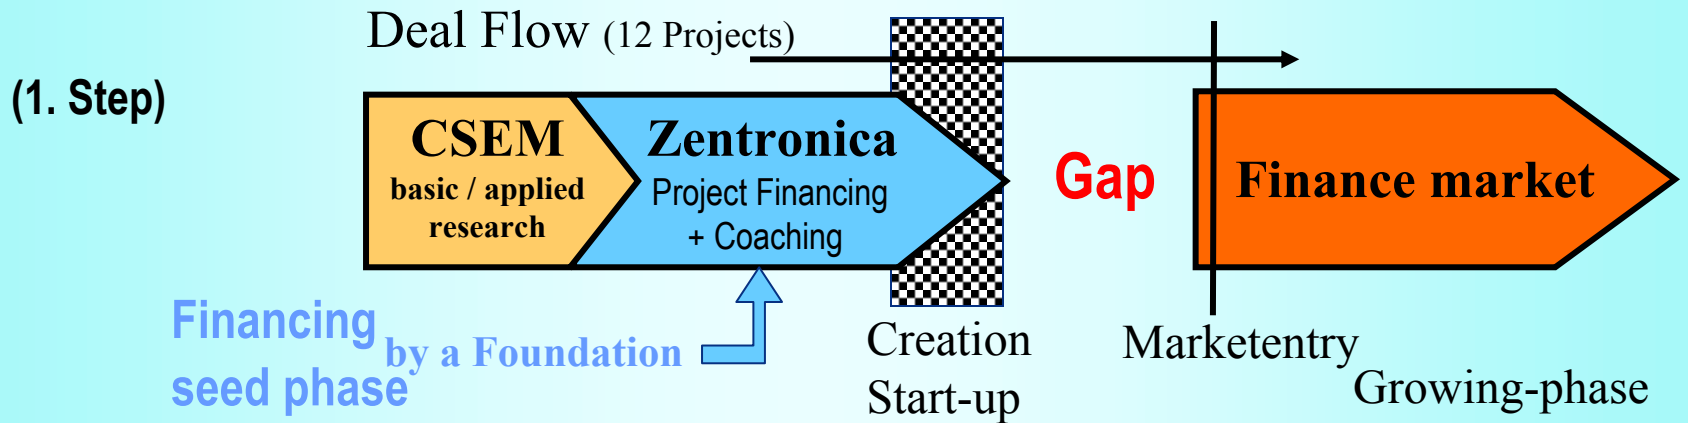 Deal Flow (12 Projects)
(1. Step)
CSEM
basic / applied
research
Zentronica
Project Financing
+ Coaching
Gap
Finance market
Financing
seed phase
by a Foundation
Creation
Start-up
Marketentry
Growing-phase